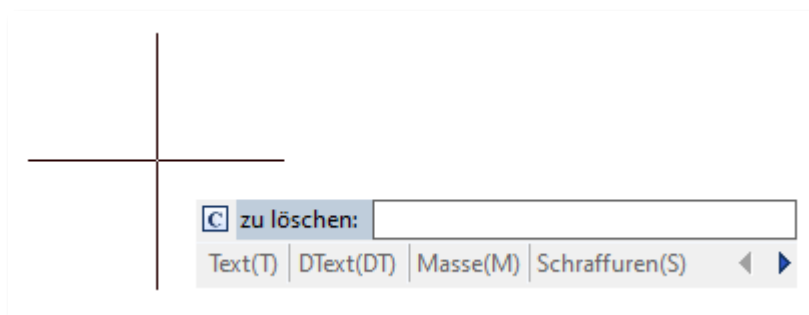 C zu löschen:
Text(T) DText(DT) Masse(M) Schraffuren(S)